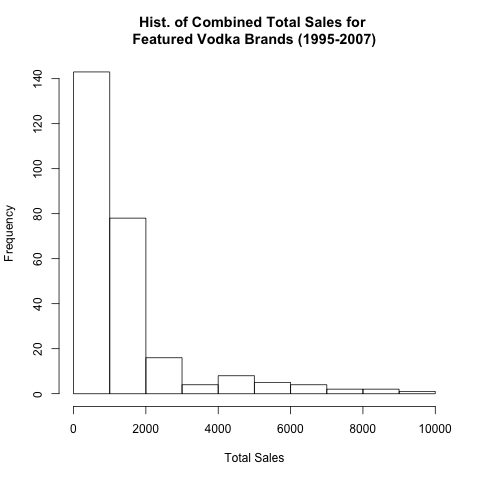 Hist. of Combined Total Sales for
Featured Vodka Brands (1995-2007)
140
120
100
80
60
40
20
0
Frequency
0 2000 4000 6000 8000 10000
Total Sales